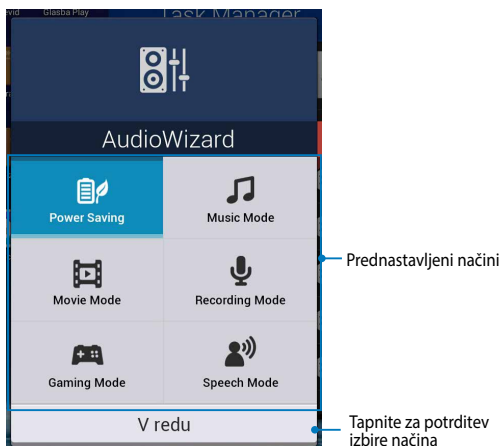 Glasba Play
Task Manager
AudioWizard
Power Saving
Music Mode
Prednastavljeni načini
Movie Mode
Recording Mode
Gaming Mode
Speech Mode
V redu
Tapnite za potrditev
izbire načina